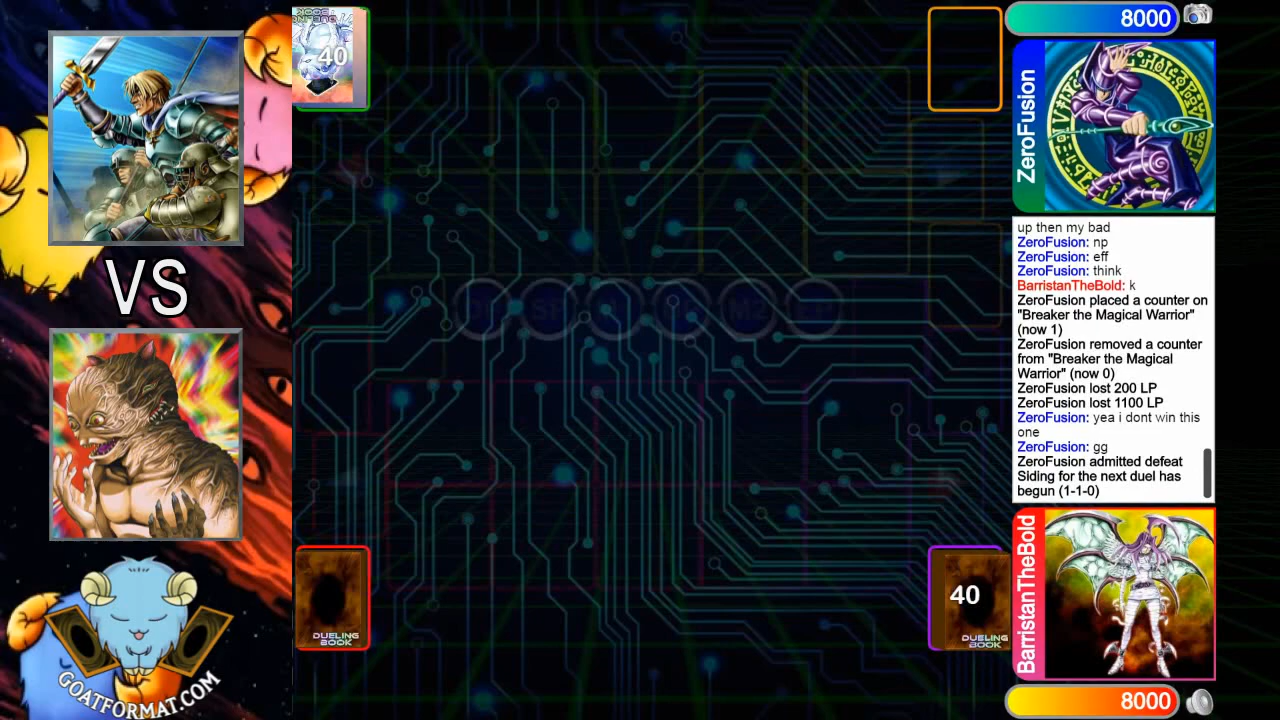 VS
GOATFORMAT.COM
40
DUELING
BOOK
40
DUELING
BOOK
8000
ZeroFusion
up then my bad
ZeroFusion: np
ZeroFusion: eff
ZeroFusion: think
BarristanTheBold: k
ZeroFusion placed a counter on
"Breaker the Magical Warrior"
(now 1)
ZeroFusion removed a counter
from "Breaker the Magical
Warrior" (now 0)
ZeroFusion lost 200 LP
ZeroFusion lost 1100 LP
ZeroFusion: yea i dont win this
one
ZeroFusion: gg
ZeroFusion admitted defeat
Siding for the next duel has
begun (1-1-0)
BarristanTheBold
8000